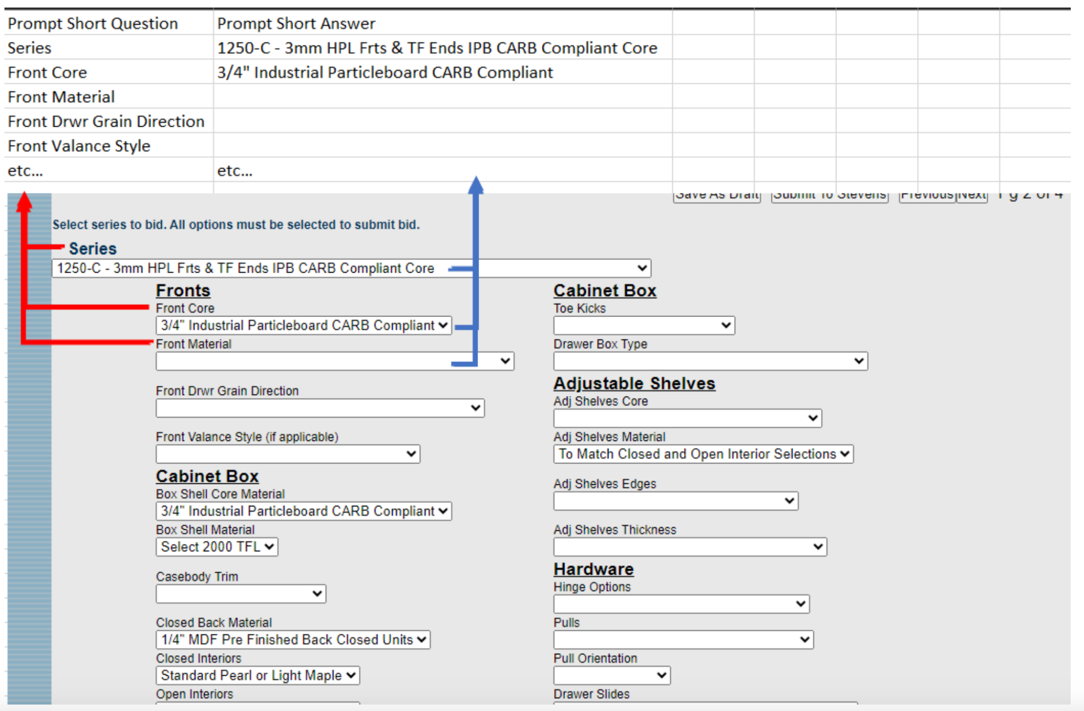 Prompt Short Question Prompt Short Answer
Series 1250-C - 3mm HPL Frts & TF Ends IPB CARB Compliant Core
Front Core 3/4" Industrial Particleboard CARB Compliant
Front Material
Front Drwr Grain Direction
Front Valance Style
etc... etc...
Save As Draft Submit To Stevens Previous Next 2 of 4
Select series to bid. All options must be selected to submit bid.
Series
1250-C - 3mm HPL Frts & TF Ends IPB CARB Compliant Core
Fronts
Front Core
3/4" Industrial Particleboard CARB Compliant
Front Material
Front Drwr Grain Direction
Front Valance Style (if applicable)
Cabinet Box
Box Shell Core Material
3/4" Industrial Particleboard CARB Compliant
Box Shell Material
Select 2000 TFL
Casebody Trim
Closed Back Material
1/4" MDF Pre Finished Back Closed Units
Closed Interiors
Standard Pearl or Light Maple
Open Interiors
Cabinet Box
Toe Kicks
Drawer Box Type
Adjustable Shelves
Adj Shelves Core
Adj Shelves Material
To Match Closed and Open Interior Selections
Adj Shelves Edges
Adj Shelves Thickness
Hardware
Hinge Options
Pulls
Pull Orientation
Drawer Slides